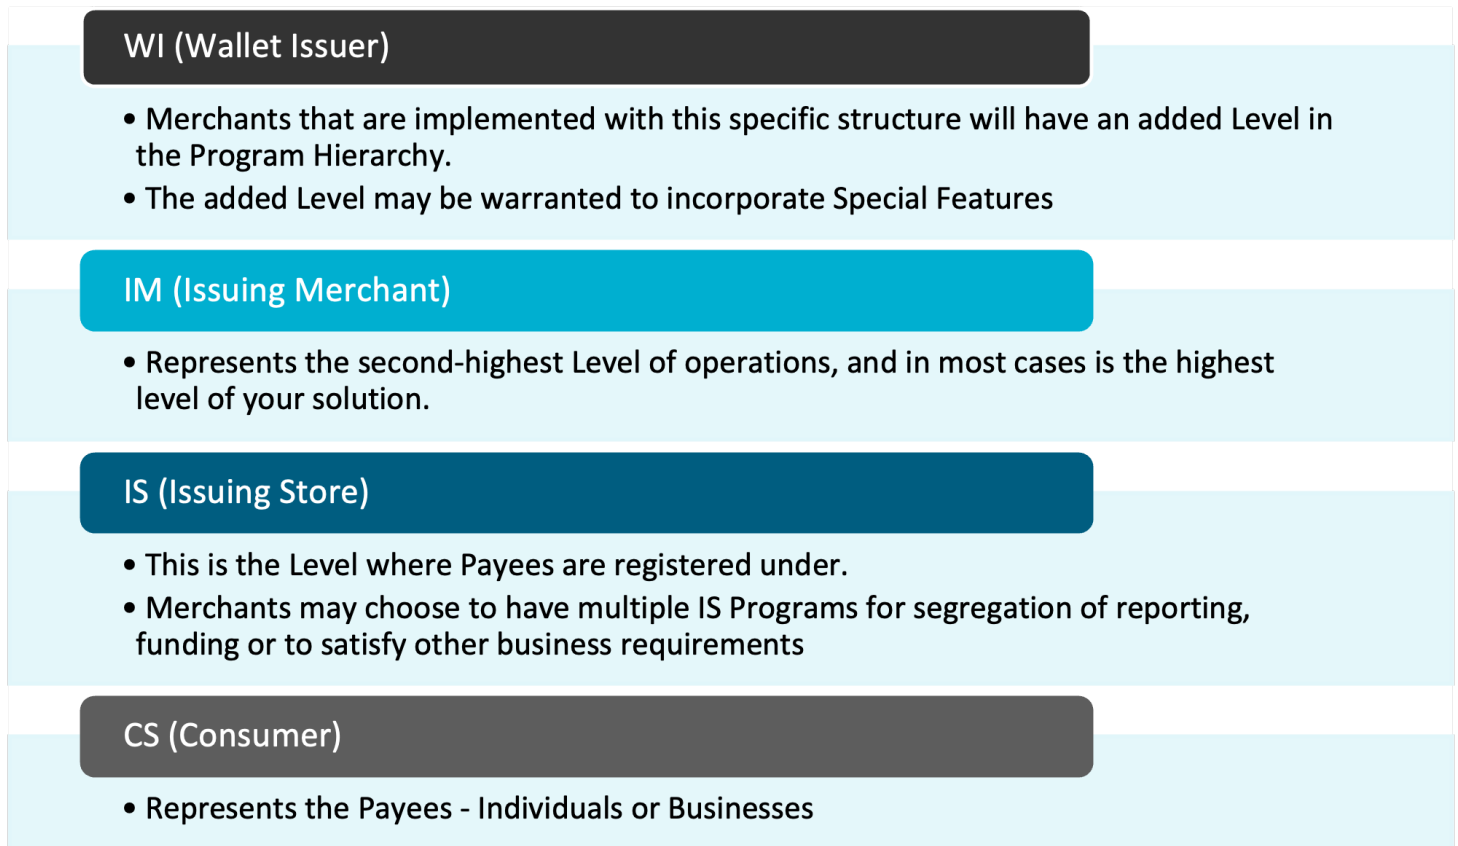 WI (Wallet Issuer)
• Merchants that are implemented with this specific structure will have an added Level in
the Program Hierarchy.
• The added Level may be warranted to incorporate Special Features
IM (Issuing Merchant)
• Represents the second-highest Level of operations, and in most cases is the highest
level of your solution.
IS (Issuing Store)
• This is the Level where Payees are registered under.
• Merchants may choose to have multiple IS Programs for segregation of reporting,
funding or to satisfy other business requirements
CS (Consumer)
• Represents the Payees - Individuals or Businesses